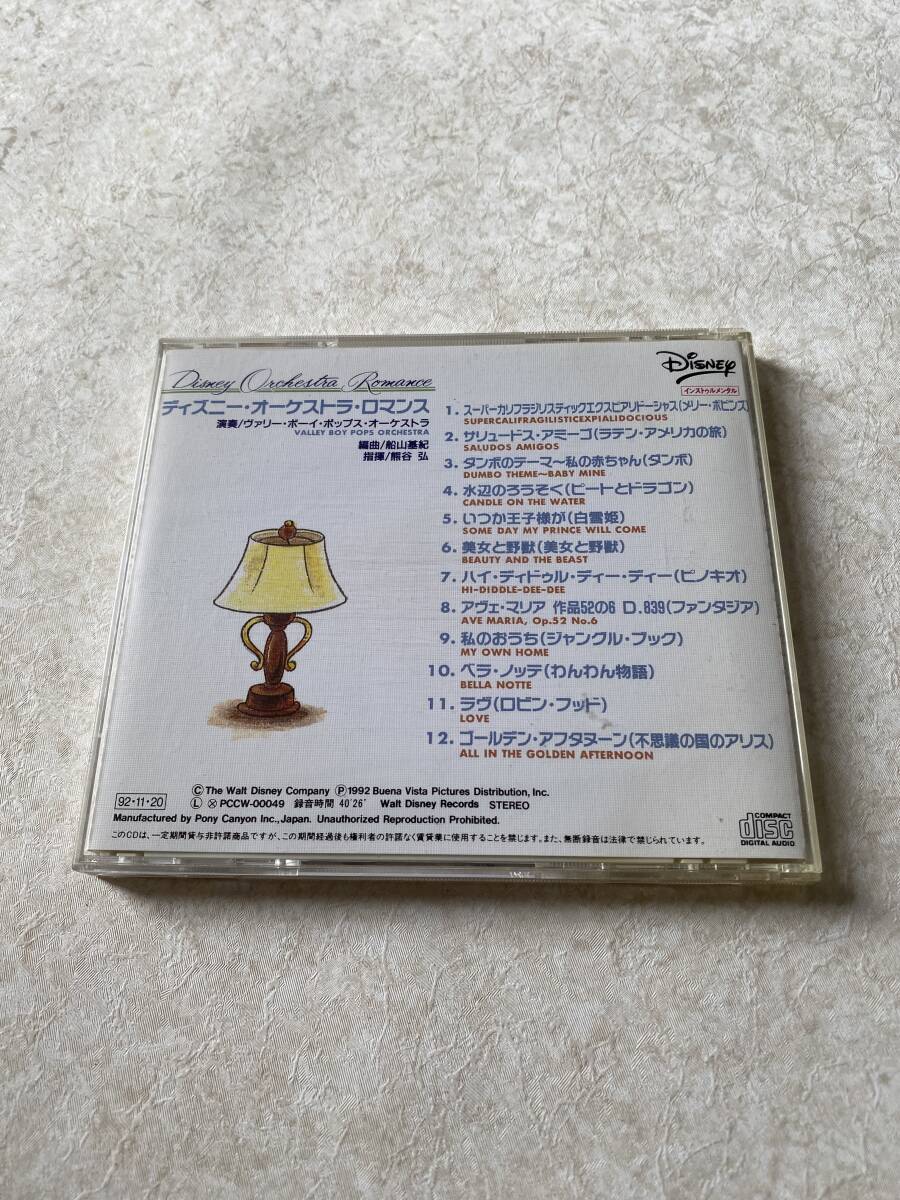 Disney Orchestra Romance
ディズニー・オーケストラ・ロマンス
演奏/ヴァリー・ボーイ・ポップス・オーケストラ
VALLEY BOY POPS ORCHESTRA
編曲/船山基紀
指揮/熊谷 弘
Disney
インストゥルメンタル
1. スーパーカリフラジリスティックエクスピアリドーシャス(メリー・ポピンズ)
SUPERCALIFRAGILISTICEXPIALIDOCIOUS
2. サリュードス・アミーゴ(ラテン・アメリカの旅)
SALUDOS AMIGOS
3. ダンボのテーマ〜私の赤ちゃん(ダンボ)
DUMBO THEME〜BABY MINE
4. 水辺のろうそく(ピートとドラゴン)
CANDLE ON THE WATER
5. いつか王子様が(白雪姫)
SOME DAY MY PRINCE WILL COME
6. 美女と野獣(美女と野獣)
BEAUTY AND THE BEAST
7. ハイ・ディドゥル・ディー・ディー(ピノキオ)
HI-DIDDLE-DEE-DEE
8. アヴェ・マリア 作品52の6 D.839(ファンタジア)
AVE MARIA, Op.52 No.6
9. 私のおうち(ジャングル・ブック)
MY OWN HOME
10. ベラ・ノッテ(わんわん物語)
BELLA NOTTE
11. ラヴ(ロビン・フッド)
LOVE
12. ゴールデン・アフタヌーン(不思議の国のアリス)
ALL IN THE GOLDEN AFTERNOON
Ⓒ The Walt Disney Company Ⓟ 1992 Buena Vista Pictures Distribution, Inc.
92・11・20 Ⓛ Ⓧ PCCW-00049 録音時間 40'26" Walt Disney Records STEREO
Manufactured by Pony Canyon Inc., Japan. Unauthorized Reproduction Prohibited.
このCDは、一定期間貸与非許諾商品ですが、この期間経過後も権利者の許諾なく賃貸業に使用することを禁じます。また、無断録音は法律で禁じられています。
COMPACT
disc
DIGITAL AUDIO